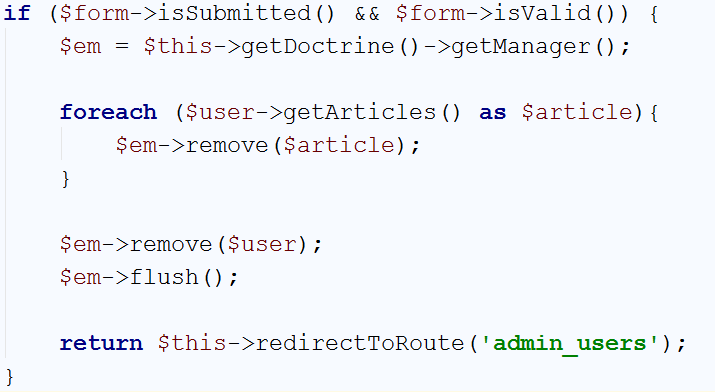 if ($form->isSubmitted() && $form->isValid()) {
    $em = $this->getDoctrine()->getManager();

    foreach ($user->getArticles() as $article){
        $em->remove($article);
    }

    $em->remove($user);
    $em->flush();

    return $this->redirectToRoute('admin_users');
}